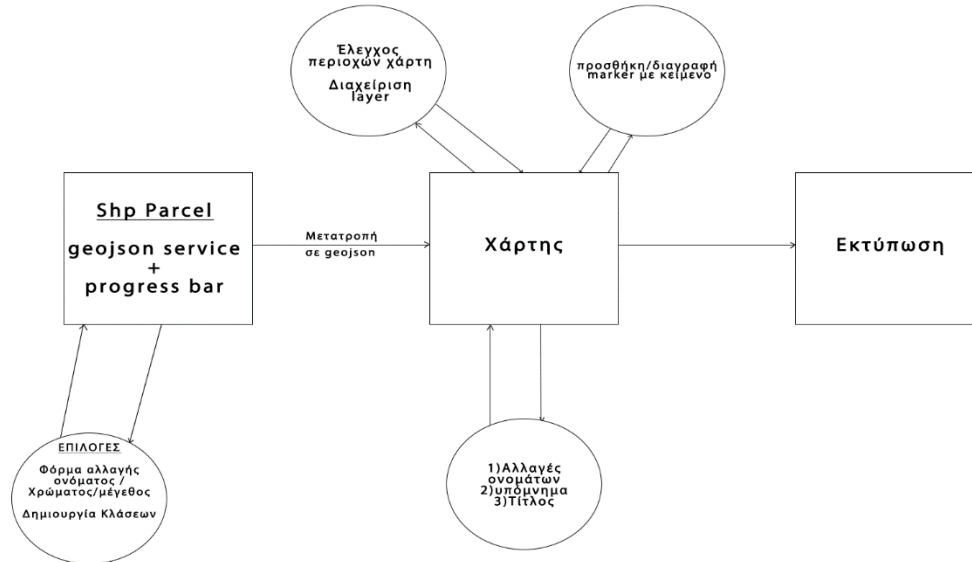 Έλεγχος
περιοχών χάρτη
Διαχείριση
layer
προσθήκη/διαγραφή
marker με κείμενο
Shp Parcel
geojson service
+
progress bar
Μετατροπή
σε geojson
Χάρτης
Εκτύπωση
ΕΠΙΛΟΓΕΣ
Φόρμα αλλαγής
ονόματος /
Χρώματος/μέγεθος
Δημιουργία Κλάσεων
1)Αλλαγές
ονομάτων
2)υπόμνημα
3)Τίτλος